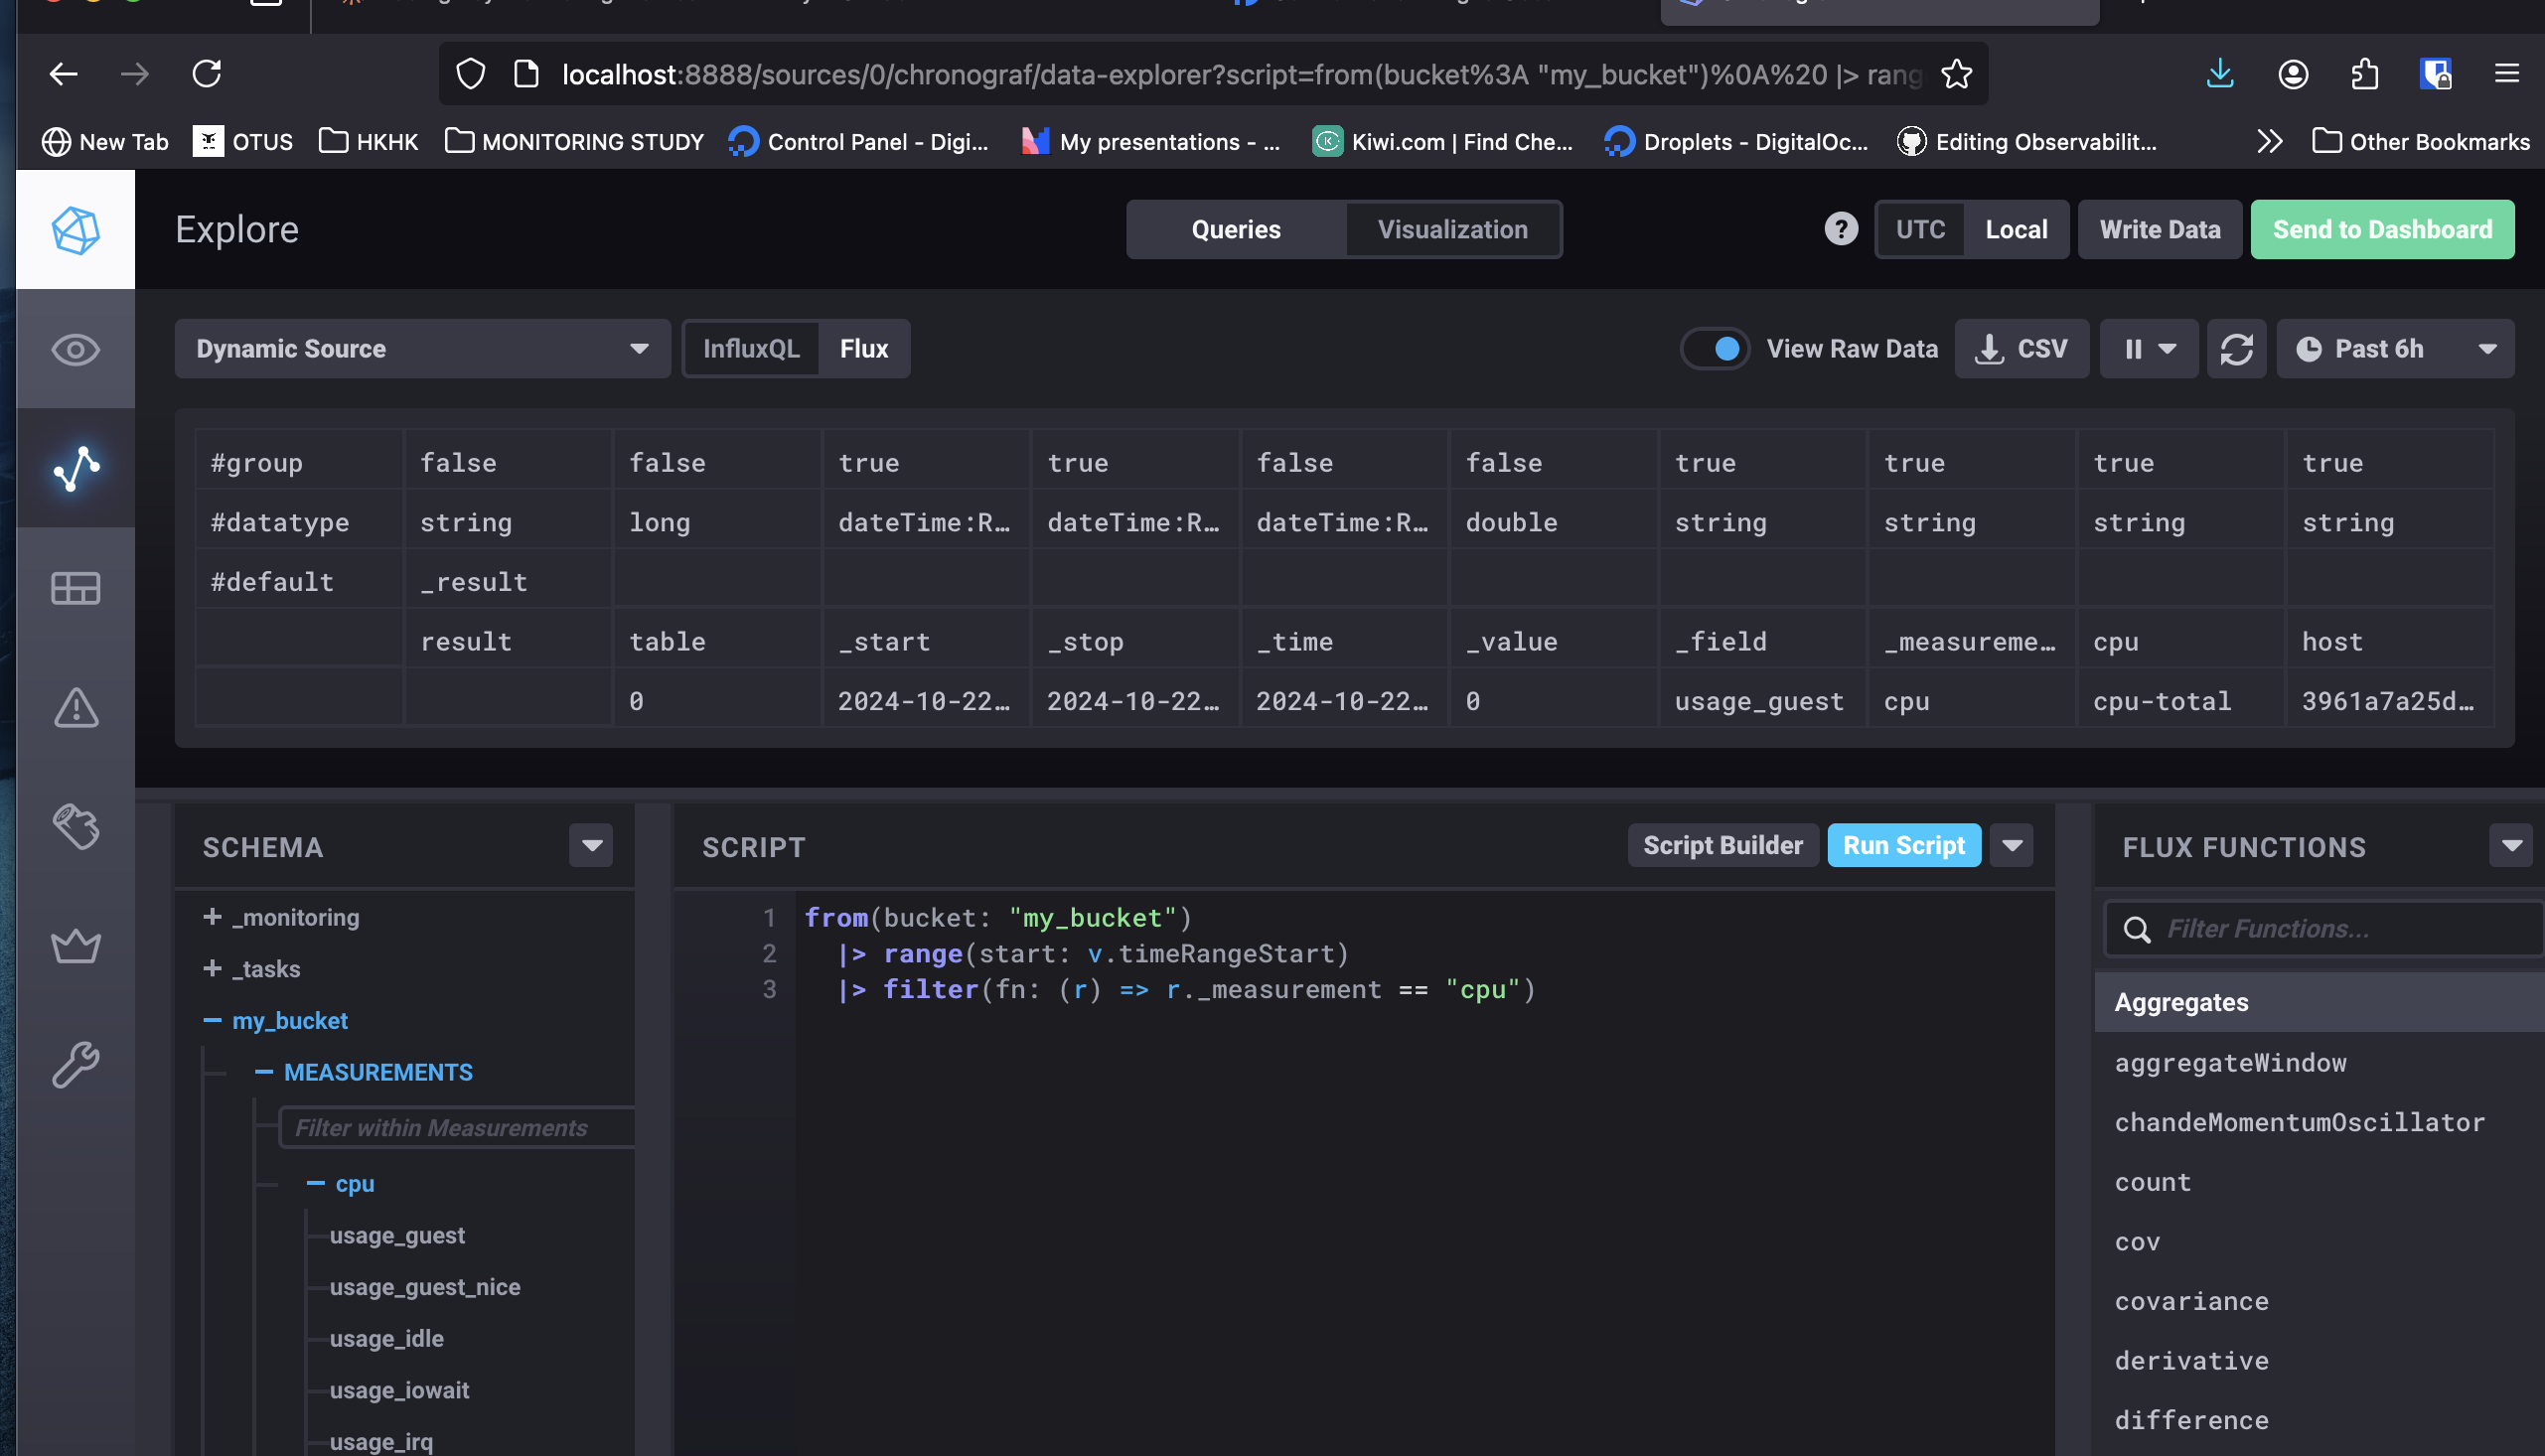 localhost:8888/sources/0/chronograf/data-explorer?script=from(bucket%3A "my_bucket")%0A%20 |> rang
New Tab OTUS HKHK MONITORING STUDY Control Panel - Digi... My presentations - ... Kiwi.com | Find Che... Droplets - DigitalOc... Editing Observabilit... Other Bookmarks
Explore Queries Visualization ? UTC Local Write Data Send to Dashboard
Dynamic Source InfluxQL Flux View Raw Data CSV Past 6h
#group false false true true false false true true true true
#datatype string long dateTime:R… dateTime:R… dateTime:R… double string string string string
#default _result
result table _start _stop _time _value _field _measureme… cpu host
0 2024-10-22… 2024-10-22… 2024-10-22… 0 usage_guest cpu cpu-total 3961a7a25d…
SCHEMA
_monitoring
_tasks
my_bucket
MEASUREMENTS
Filter within Measurements
cpu
usage_guest
usage_guest_nice
usage_idle
usage_iowait
usage_irq
SCRIPT Script Builder Run Script
1 from(bucket: "my_bucket")
2 |> range(start: v.timeRangeStart)
3 |> filter(fn: (r) => r._measurement == "cpu")
FLUX FUNCTIONS
Filter Functions...
Aggregates
aggregateWindow
chandeMomentumOscillator
count
cov
covariance
derivative
difference